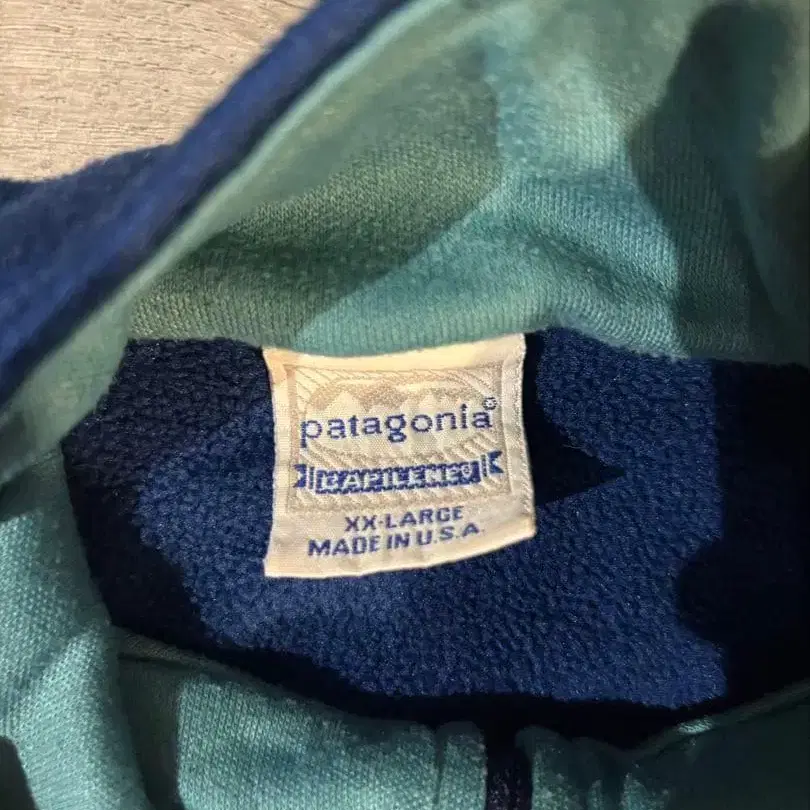 patagonia®
CAPILENE®
XX-LARGE
MADE IN U.S.A.